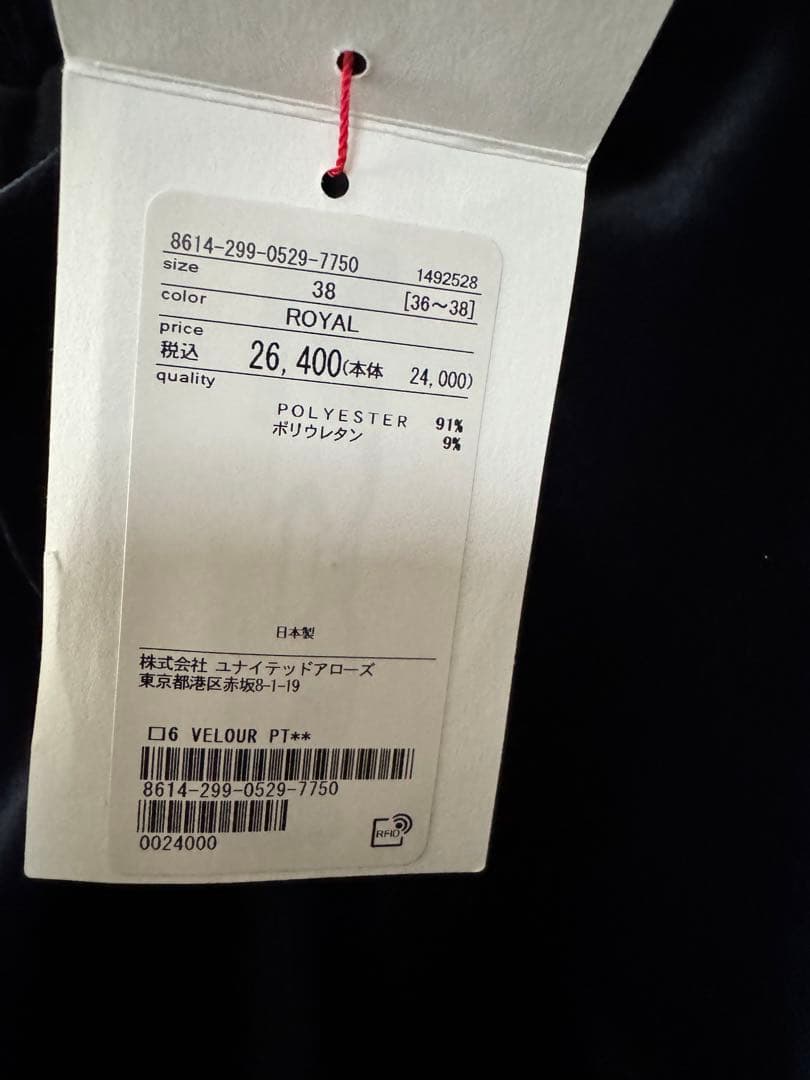 8614-299-0529-7750 1492528
size 38 [36～38]
color ROYAL
price
税込 26,400(本体 24,000)
quality
POLYESTER 91%
ポリウレタン 9%
日本製
株式会社 ユナイテッドアローズ
東京都港区赤坂8-1-19
口6 VELOUR PT**
8614-299-0529-7750
0024000
RFID